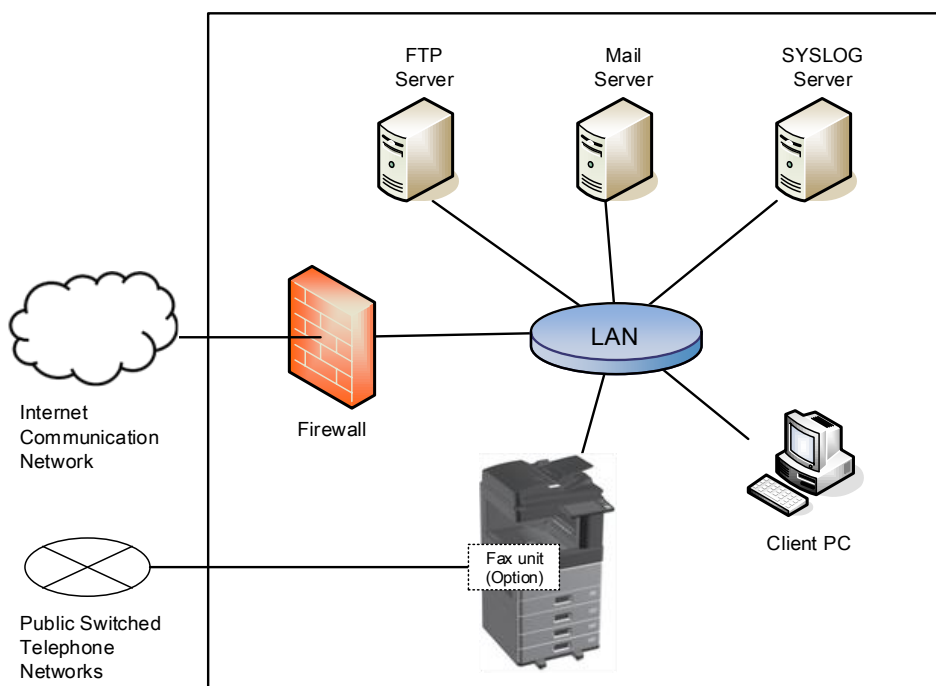 FTP
Server
Mail
Server
SYSLOG
Server
LAN
Internet
Communication
Network
Firewall
Client PC
Fax unit
(Option)
Public Switched
Telephone
Networks